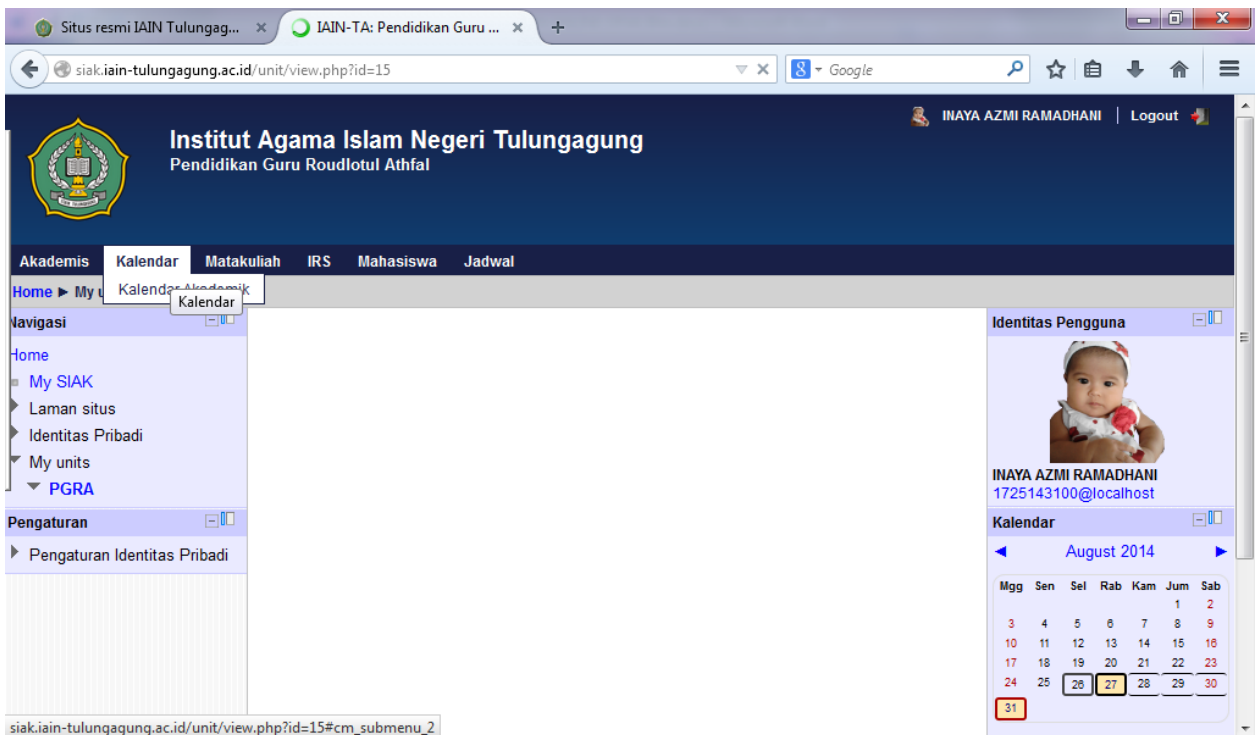 Situs resmi IAIN Tulungag...
IAIN-TA: Pendidikan Guru ...
siak.iain-tulungagung.ac.id/unit/view.php?id=15
Google
INAYA AZMI RAMADHANI | Logout
Institut Agama Islam Negeri Tulungagung
Pendidikan Guru Roudlotul Athfal
Akademis Kalendar Matakuliah IRS Mahasiswa Jadwal
Home ► My
Kalendar Akademik
Kalendar
Navigasi
Home
My SIAK
Laman situs
Identitas Pribadi
My units
PGRA
Pengaturan
Pengaturan Identitas Pribadi
Identitas Pengguna
INAYA AZMI RAMADHANI
1725143100@localhost
Kalendar
◄ August 2014 ►
Mgg Sen Sel Rab Kam Jum Sab
1 2
3 4 5 6 7 8 9
10 11 12 13 14 15 16
17 18 19 20 21 22 23
24 25 26 27 28 29 30
31
siak.iain-tulungagung.ac.id/unit/view.php?id=15#cm_submenu_2